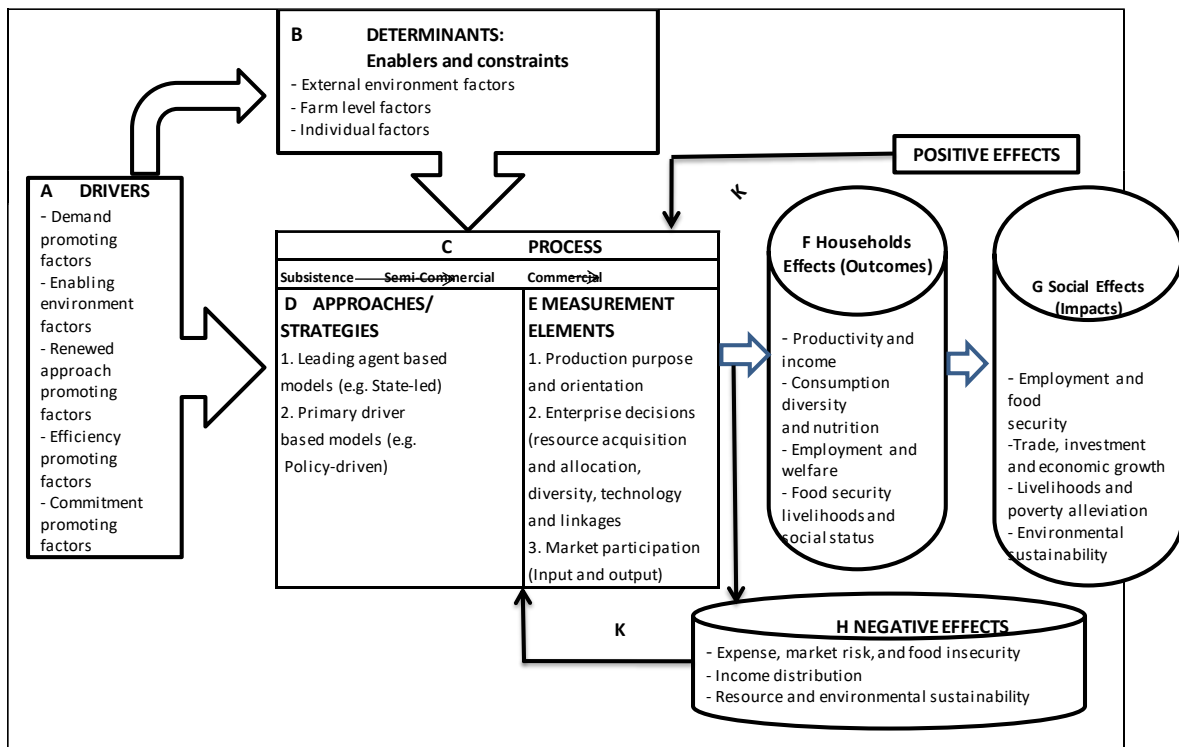 B DETERMINANTS:
Enablers and constraints
- External environment factors
- Farm level factors
- Individual factors
POSITIVE EFFECTS
K
A DRIVERS
- Demand
promoting
factors
- Enabling
environment
factors
- Renewed
approach
promoting
factors
- Efficiency
promoting
factors
- Commitment
promoting
factors
C PROCESS
Subsistence Semi-Commercial Commercial
D APPROACHES/
STRATEGIES
1. Leading agent based
models (e.g. State-led)
2. Primary driver
based models (e.g.
Policy-driven)
E MEASUREMENT
ELEMENTS
1. Production purpose
and orientation
2. Enterprise decisions
(resource acquisition
and allocation,
diversity, technology
and linkages
3. Market participation
(Input and output)
F Households
Effects (Outcomes)
- Productivity and
income
- Consumption
diversity
and nutrition
- Employment and
welfare
- Food security
livelihoods and
social status
G Social Effects
(Impacts)
- Employment and
food
security
-Trade, investment
and economic growth
- Livelihoods and
poverty alleviation
- Environmental
sustainability
K
H NEGATIVE EFFECTS
- Expense, market risk, and food insecurity
- Income distribution
- Resource and environmental sustainability